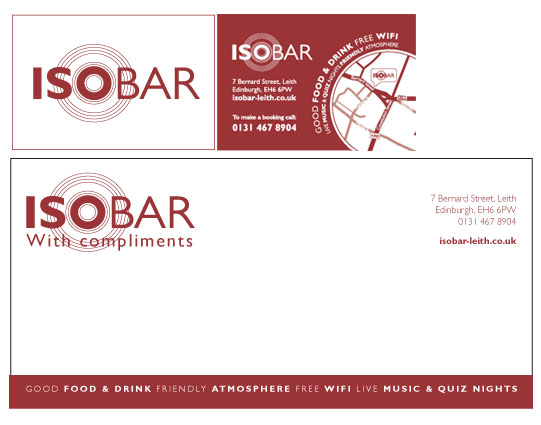 ISOBAR
ISOBAR
7 Bernard Street, Leith
Edinburgh, EH6 6PW
isobar-leith.co.uk
To make a booking call:
0131 467 8904
GOOD FOOD & DRINK FREE WIFI
LIVE MUSIC & QUIZ NIGHTS FRIENDLY ATMOSPHERE
ISOBAR
ISOBAR
With compliments
7 Bernard Street, Leith
Edinburgh, EH6 6PW
0131 467 8904
isobar-leith.co.uk
GOOD FOOD & DRINK FRIENDLY ATMOSPHERE FREE WIFI LIVE MUSIC & QUIZ NIGHTS